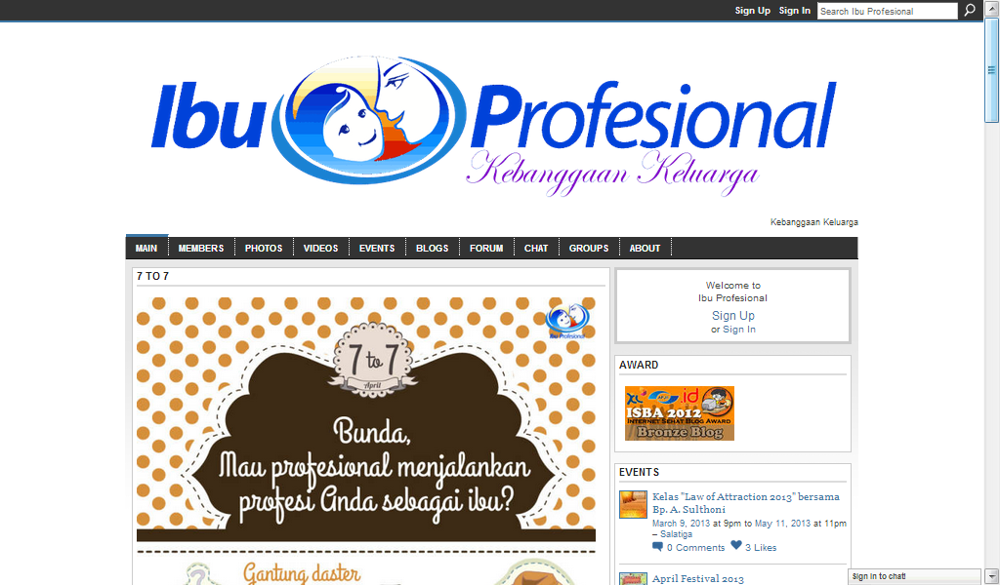 Sign Up Sign In Search Ibu Profesional
Ibu Profesional
Kebanggaan Keluarga
Kebanggaan Keluarga
MAIN MEMBERS PHOTOS VIDEOS EVENTS BLOGS FORUM CHAT GROUPS ABOUT
7 TO 7
Ibu Profesional
7 to 7
April
Bunda,
Mau profesional menjalankan
profesi Anda sebagai ibu?
Gantung daster
Welcome to
Ibu Profesional
Sign Up
or Sign In
AWARD
XL id
ISBA 2012
INTERNET SEHAT BLOG AWARD
Bronze Blog
EVENTS
Kelas "Law of Attraction 2013" bersama
Bp. A. Sulthoni
March 9, 2013 at 9pm to May 11, 2013 at 11pm
– Salatiga
0 Comments 3 Likes
April Festival 2013
Sign in to chat!